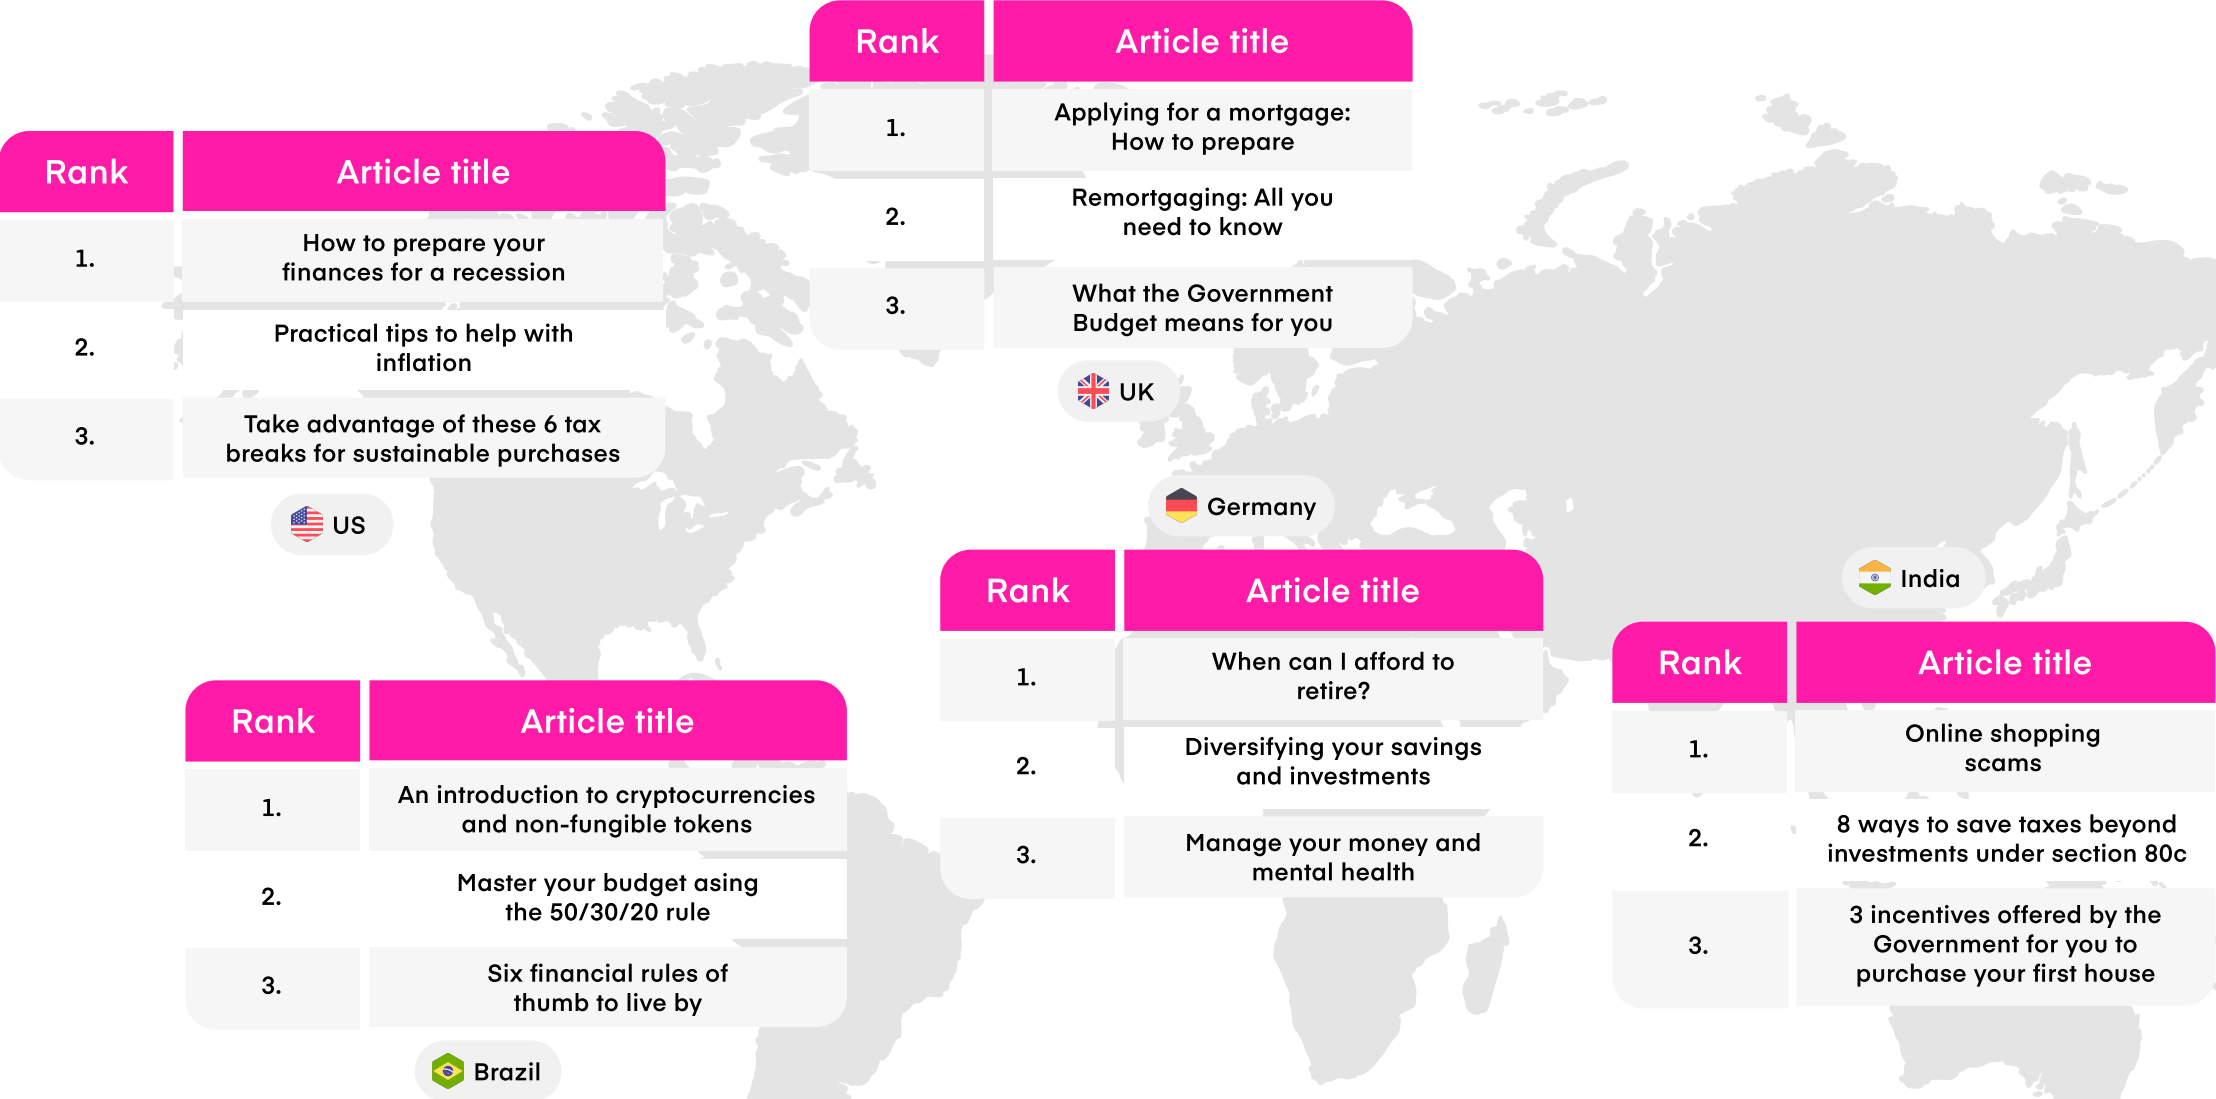 Rank Article title
1. Applying for a mortgage:
How to prepare
2. Remortgaging: All you
need to know
3. What the Government
Budget means for you
UK
Rank Article title
1. How to prepare your
finances for a recession
2. Practical tips to help with
inflation
3. Take advantage of these 6 tax
breaks for sustainable purchases
US
Germany
Rank Article title
1. When can I afford to
retire?
2. Diversifying your savings
and investments
3. Manage your money and
mental health
India
Rank Article title
1. Online shopping
scams
2. 8 ways to save taxes beyond
investments under section 80c
3. 3 incentives offered by the
Government for you to
purchase your first house
Rank Article title
1. An introduction to cryptocurrencies
and non-fungible tokens
2. Master your budget asing
the 50/30/20 rule
3. Six financial rules of
thumb to live by
Brazil